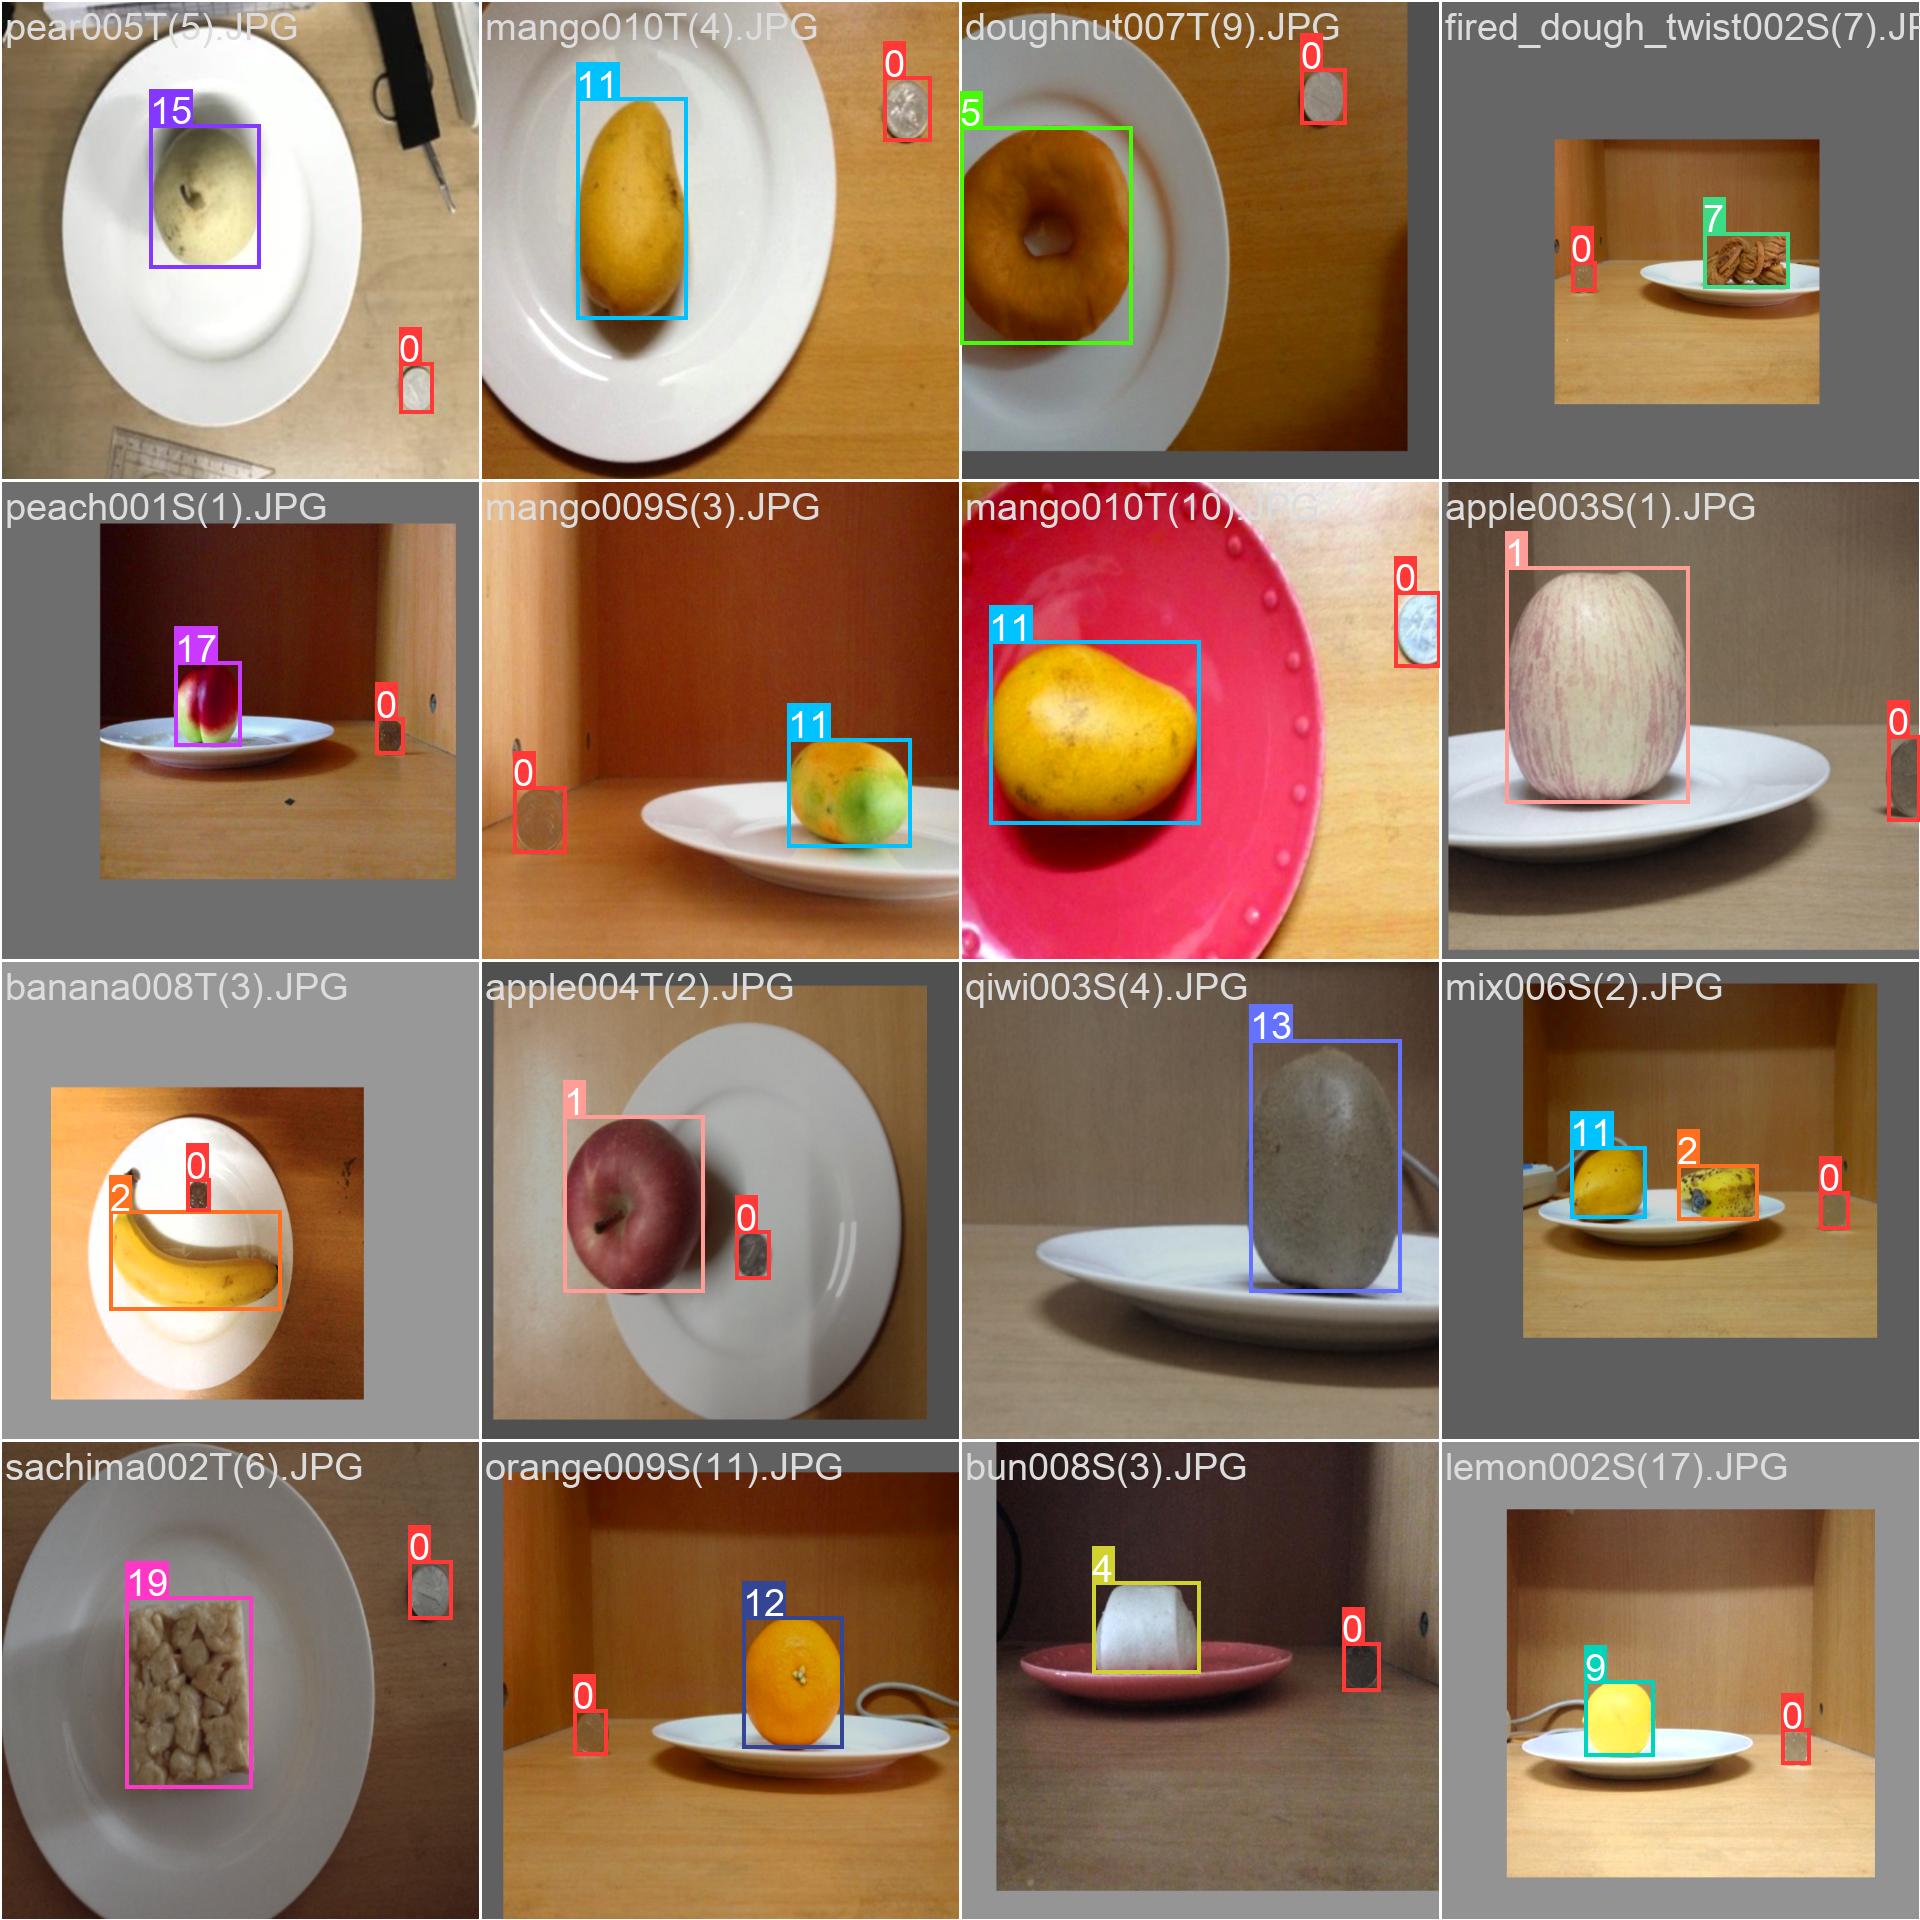 pear005T(5).JPG
15
0
mango010T(4).JPG
11
0
doughnut007T(9).JPG
5
0
fired_dough_twist002S(7).JP
7
0
peach001S(1).JPG
17
0
mango009S(3).JPG
11
0
mango010T(10).JPG
11
0
apple003S(1).JPG
1
0
banana008T(3).JPG
2
0
apple004T(2).JPG
1
0
qiwi003S(4).JPG
13
mix006S(2).JPG
11
2
0
sachima002T(6).JPG
19
0
orange009S(11).JPG
12
0
bun008S(3).JPG
4
0
lemon002S(17).JPG
9
0